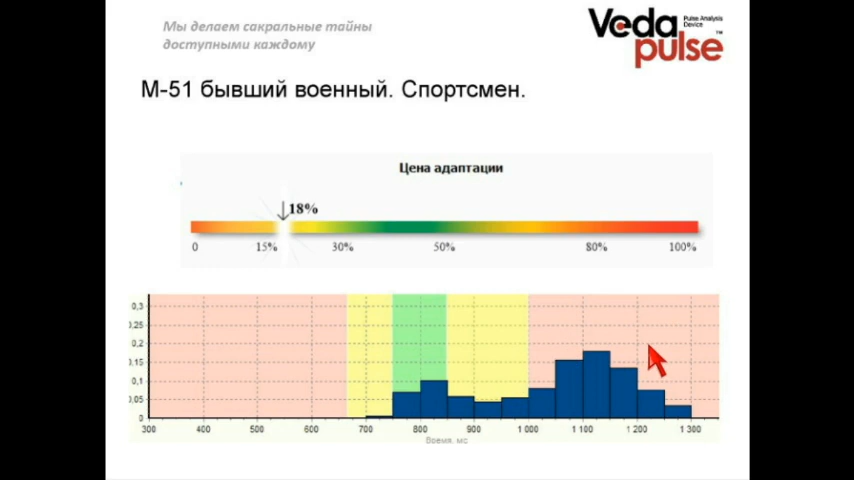 Мы делаем сакральные тайны
доступными каждому
Veda Pulse Analysis
Device
pulse ™
М-51 бывший военный. Спортсмен.
Цена адаптации
18%
0 15% 30% 50% 80% 100%
0,3
0,25
0,2
0,15
0,1
0,05
0
300 400 500 600 700 800 900 1 000 1 100 1 200 1 300
Время, мс